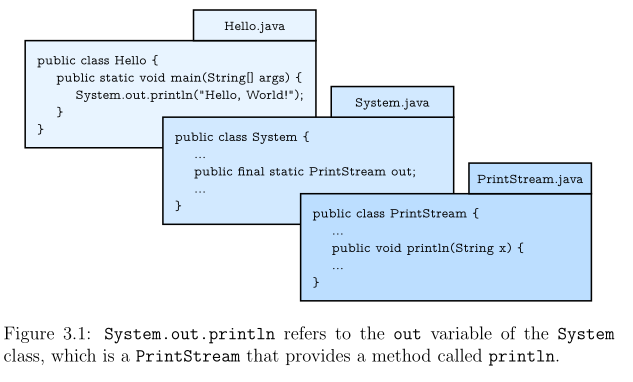 Hello.java
public class Hello {
public static void main(String[] args) {
System.out.println("Hello, World!");
}
}
System.java
public class System {
...
public final static PrintStream out;
...
}
PrintStream.java
public class PrintStream {
...
public void println(String x) {
...
}
Figure 3.1: System.out.println refers to the out variable of the System
class, which is a PrintStream that provides a method called println.